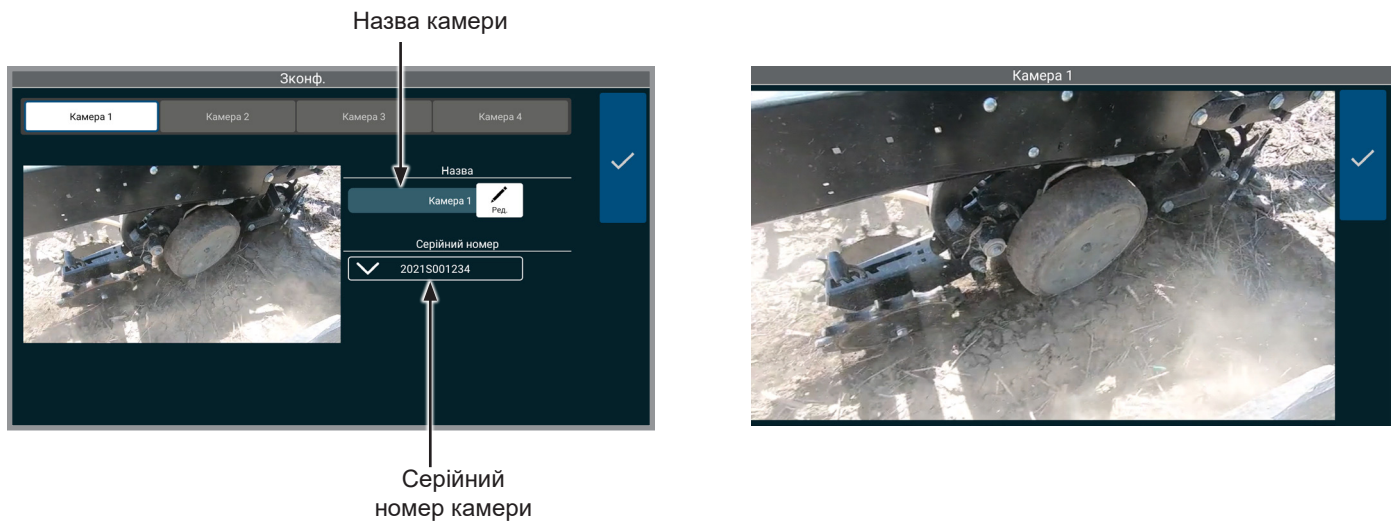 Назва камери
Зконф.
Камера 1
Камера 2
Камера 3
Камера 4
Назва
Камера 1
Ред.
Серійний номер
2021S001234
Серійний
номер камери
Камера 1